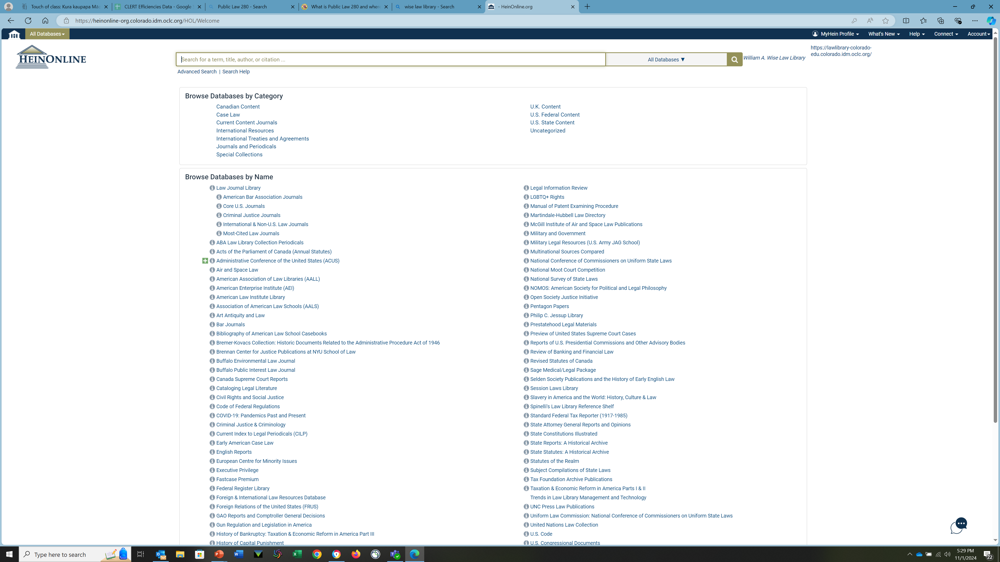 Touch of class: Kura kaupapa Māo
CLERT Efficiencies Data - Google S
Public Law 280 - Search
What is Public Law 280 and where
wise law library - Search
- HeinOnline.org
https://heinonline-org.colorado.idm.oclc.org/HOL/Welcome
All Databases
MyHein Profile
What's New
Help
Connect
Account
HEINONLINE
Search for a term, title, author, or citation ...
All Databases ▼
William A. Wise Law Library
https://lawlibrary-colorado-
edu.colorado.idm.oclc.org/
Advanced Search | Search Help
Browse Databases by Category
Canadian Content
Case Law
Current Content Journals
International Resources
International Treaties and Agreements
Journals and Periodicals
Special Collections
U.K. Content
U.S. Federal Content
U.S. State Content
Uncategorized
Browse Databases by Name
Law Journal Library
American Bar Association Journals
Core U.S. Journals
Criminal Justice Journals
International & Non-U.S. Law Journals
Most-Cited Law Journals
ABA Law Library Collection Periodicals
Acts of the Parliament of Canada (Annual Statutes)
Administrative Conference of the United States (ACUS)
Air and Space Law
American Association of Law Libraries (AALL)
American Enterprise Institute (AEI)
American Law Institute Library
Association of American Law Schools (AALS)
Art Antiquity and Law
Bar Journals
Bibliography of American Law School Casebooks
Bremer-Kovacs Collection: Historic Documents Related to the Administrative Procedure Act of 1946
Brennan Center for Justice Publications at NYU School of Law
Buffalo Environmental Law Journal
Buffalo Public Interest Law Journal
Canada Supreme Court Reports
Cataloging Legal Literature
Civil Rights and Social Justice
Code of Federal Regulations
COVID-19: Pandemics Past and Present
Criminal Justice & Criminology
Current Index to Legal Periodicals (CILP)
Early American Case Law
English Reports
European Centre for Minority Issues
Executive Privilege
Fastcase Premium
Federal Register Library
Foreign & International Law Resources Database
Foreign Relations of the United States (FRUS)
GAO Reports and Comptroller General Decisions
Gun Regulation and Legislation in America
History of Bankruptcy: Taxation & Economic Reform in America Part III
History of Capital Punishment
Legal Information Review
LGBTQ+ Rights
Manual of Patent Examining Procedure
Martindale-Hubbell Law Directory
McGill Institute of Air and Space Law Publications
Military and Government
Military Legal Resources (U.S. Army JAG School)
Multinational Sources Compared
National Conference of Commissioners on Uniform State Laws
National Moot Court Competition
National Survey of State Laws
NOMOS: American Society for Political and Legal Philosophy
Open Society Justice Initiative
Pentagon Papers
Philip C. Jessup Library
Prestatehood Legal Materials
Preview of United States Supreme Court Cases
Reports of U.S. Presidential Commissions and Other Advisory Bodies
Review of Banking and Financial Law
Revised Statutes of Canada
Sage Medical/Legal Package
Selden Society Publications and the History of Early English Law
Session Laws Library
Slavery in America and the World: History, Culture & Law
Spinelli's Law Library Reference Shelf
Standard Federal Tax Reporter (1917-1985)
State Attorney General Reports and Opinions
State Constitutions Illustrated
State Reports: A Historical Archive
State Statutes: A Historical Archive
Statutes of the Realm
Subject Compilations of State Laws
Tax Foundation Archive Publications
Taxation & Economic Reform in America Parts I & II
Trends in Law Library Management and Technology
UNC Press Law Publications
Uniform Law Commission: National Conference of Commissioners on Uniform State Laws
United Nations Law Collection
U.S. Code
U.S. Congressional Documents
Type here to search
5:29 PM
11/1/2024
22